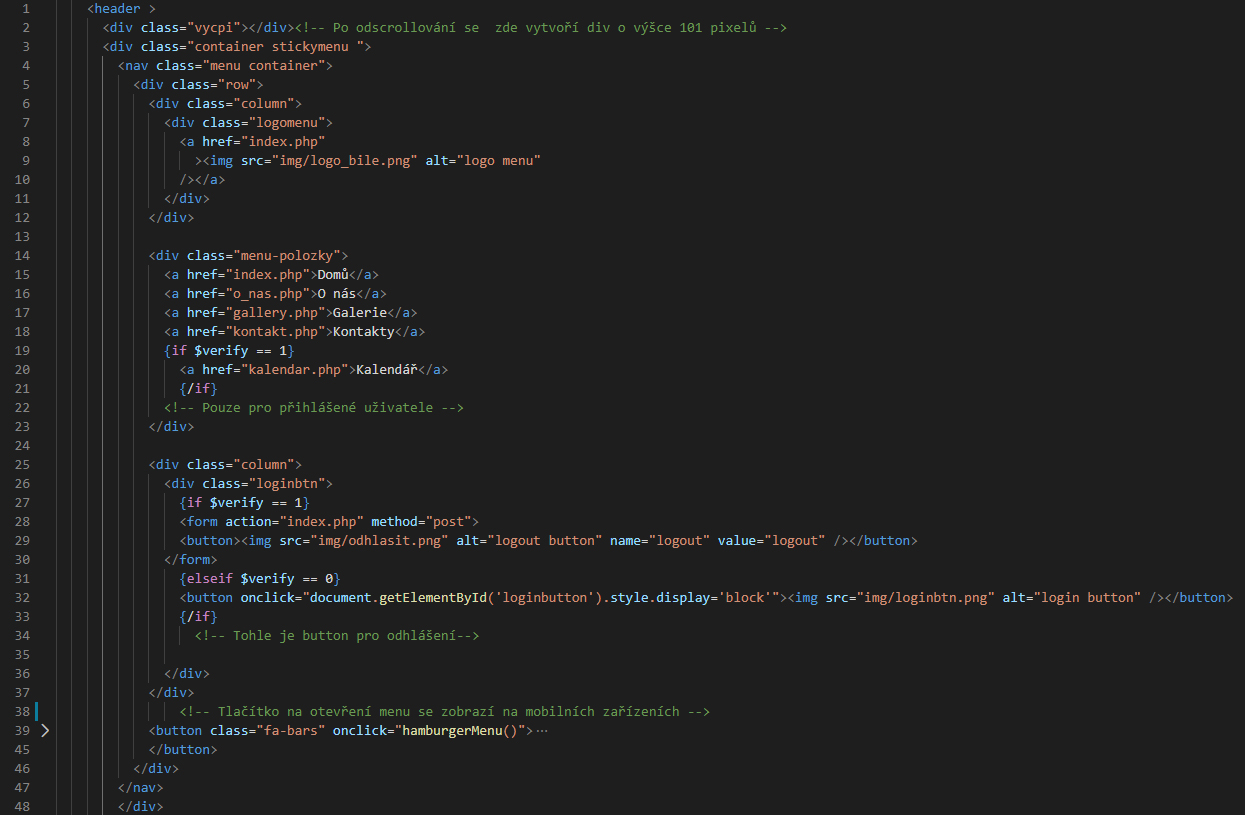 1 <header >
2 <div class="vycpi"></div><!-- Po odscrollování se  zde vytvoří div o výšce 101 pixelů -->
3 <div class="container stickymenu ">
4 <nav class="menu container">
5 <div class="row">
6 <div class="column">
7 <div class="logomenu">
8 <a href="index.php"
9 ><img src="img/logo_bile.png" alt="logo menu"
10 /></a>
11 </div>
12 </div>
13
14 <div class="menu-polozky">
15 <a href="index.php">Domů</a>
16 <a href="o_nas.php">O nás</a>
17 <a href="gallery.php">Galerie</a>
18 <a href="kontakt.php">Kontakty</a>
19 {if $verify == 1}
20 <a href="kalendar.php">Kalendář</a>
21 {/if}
22 <!-- Pouze pro přihlášené uživatele -->
23 </div>
24
25 <div class="column">
26 <div class="loginbtn">
27 {if $verify == 1}
28 <form action="index.php" method="post">
29 <button><img src="img/odhlasit.png" alt="logout button" name="logout" value="logout" /></button>
30 </form>
31 {elseif $verify == 0}
32 <button onclick="document.getElementById('loginbutton').style.display='block'"><img src="img/loginbtn.png" alt="login button" /></button>
33 {/if}
34 <!-- Tohle je button pro odhlášení-->
35
36 </div>
37 </div>
38 <!-- Tlačítko na otevření menu se zobrazí na mobilních zařízeních -->
39 <button class="fa-bars" onclick="hamburgerMenu()">···
45 </button>
46 </div>
47 </nav>
48 </div>